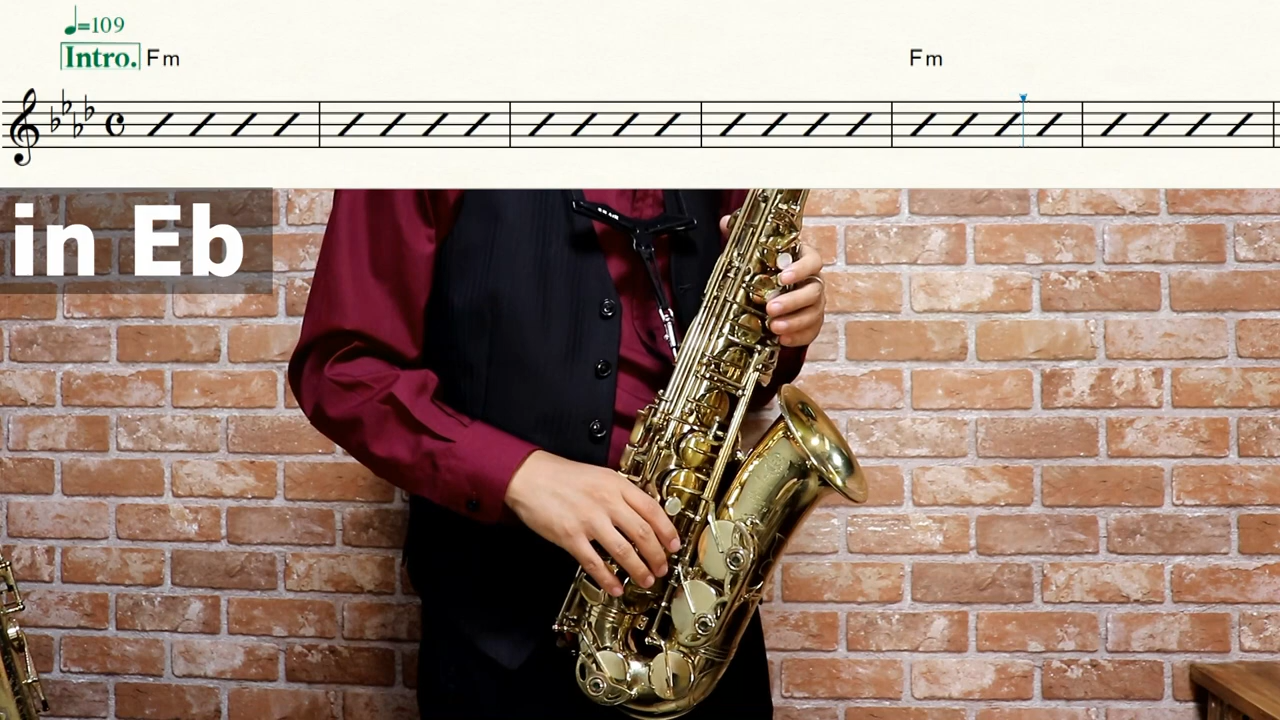 ♩=109
Intro. Fm Fm
in Eb